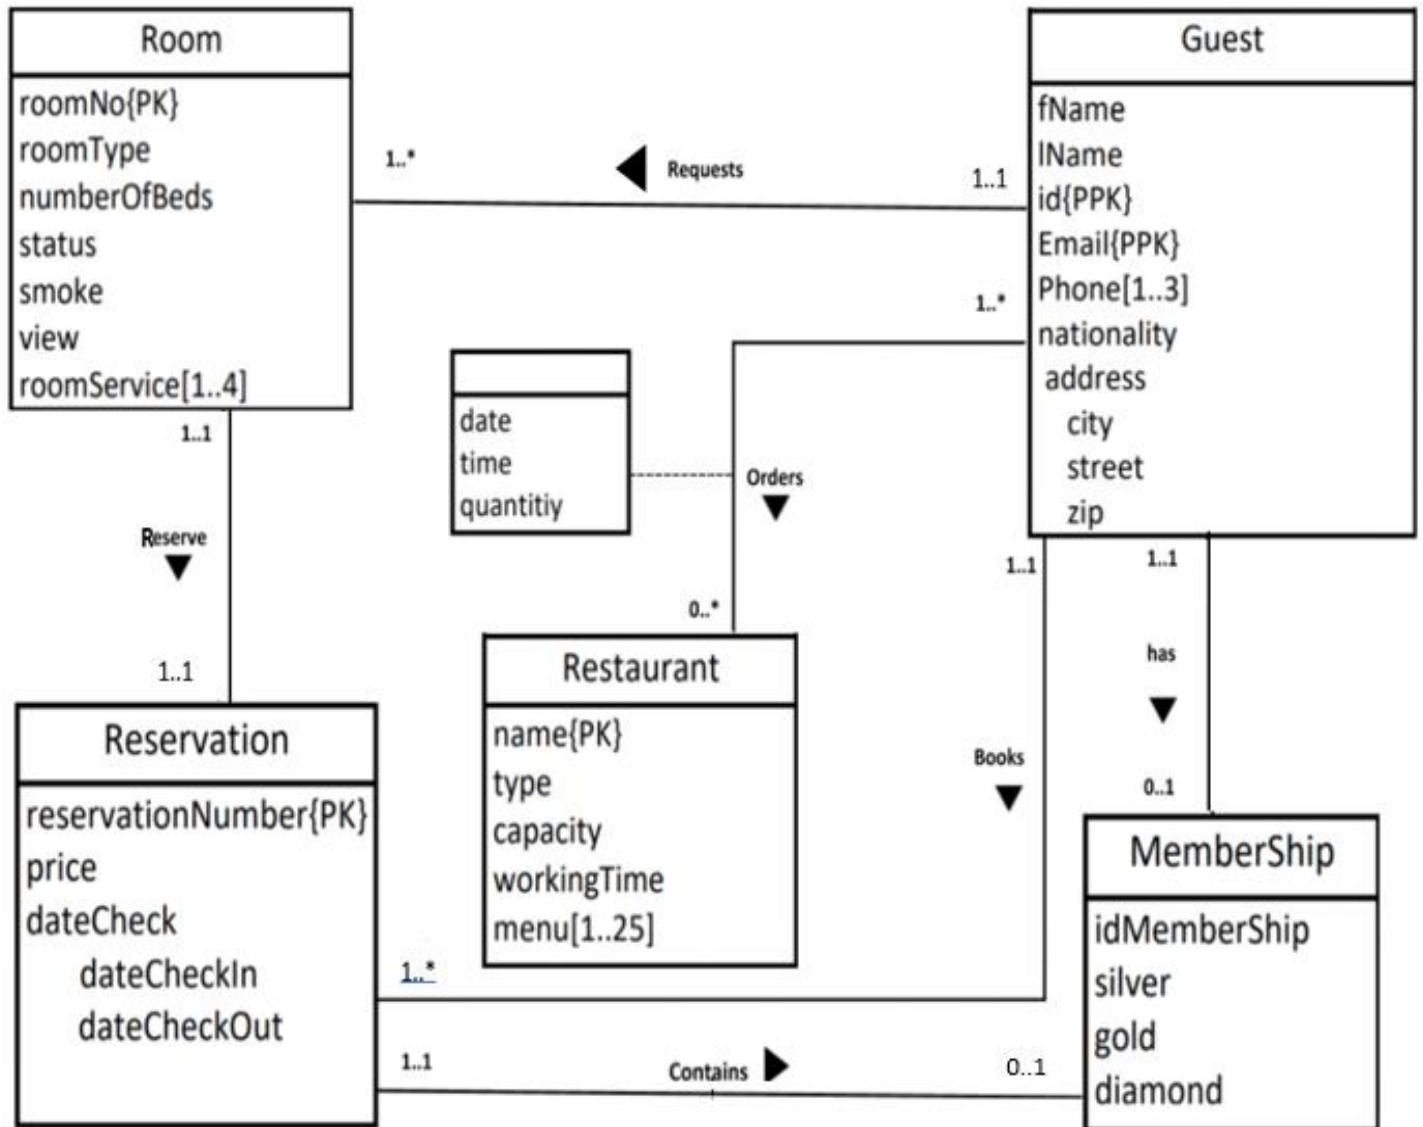 Room
roomNo{PK}
roomType
numberOfBeds
status
smoke
view
roomService[1..4]
1..*
Requests
1..1
Guest
fName
lName
id{PPK}
Email{PPK}
Phone[1..3]
nationality
address
city
street
zip
1..*
date
time
quantitiy
Orders
0..*
1..1
Reserve
1..1
1..1
Books
1..*
1..1
has
0..1
Reservation
reservationNumber{PK}
price
dateCheck
dateCheckIn
dateCheckOut
Restaurant
name{PK}
type
capacity
workingTime
menu[1..25]
MemberShip
idMemberShip
silver
gold
diamond
1..1
Contains
0..1